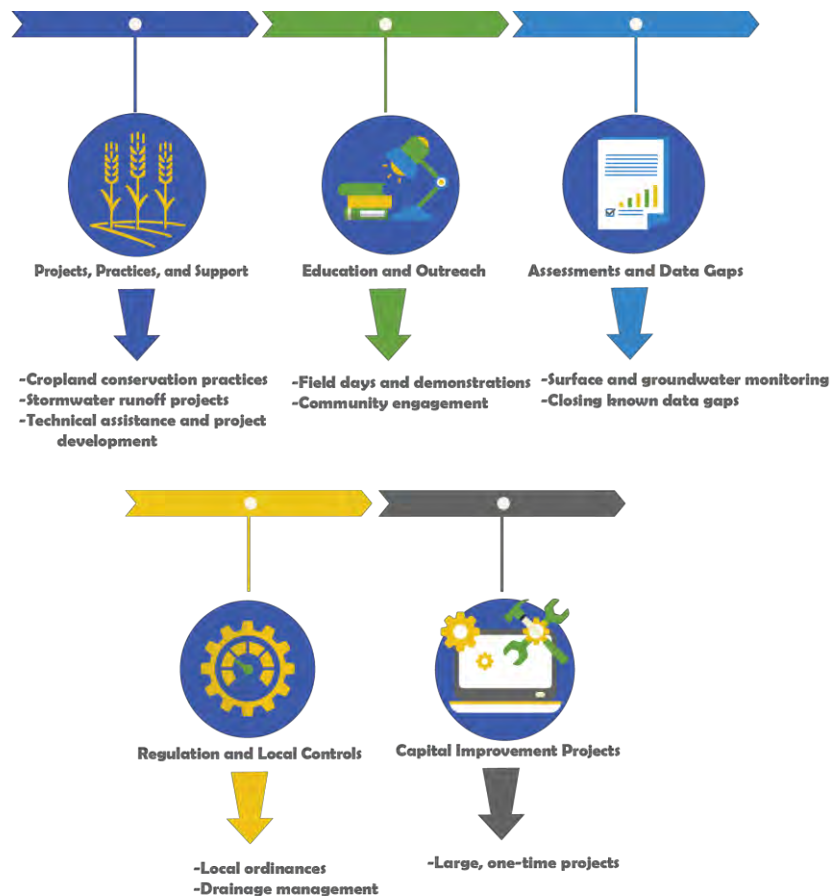 Projects, Practices, and Support
Education and Outreach
Assessments and Data Gaps
-Cropland conservation practices
-Stormwater runoff projects
-Technical assistance and project
development
-Field days and demonstrations
-Community engagement
-Surface and groundwater monitoring
-Closing known data gaps
Regulation and Local Controls
Capital Improvement Projects
-Local ordinances
-Drainage management
-Large, one-time projects